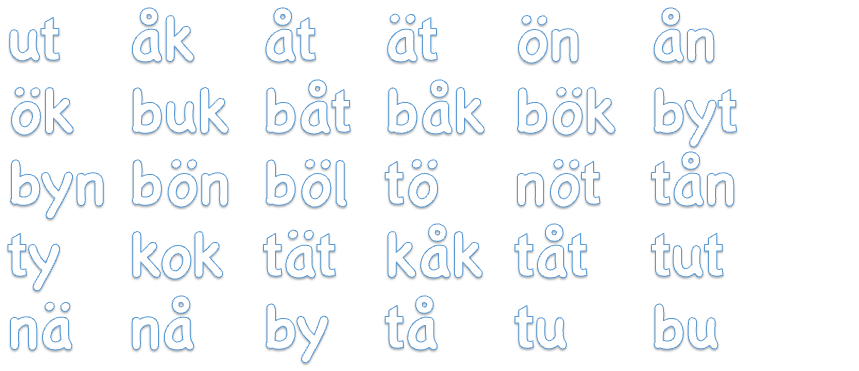 ut åk åt ät ön ån
ök buk båt båk bök byt
byn bön böl tö nöt tån
ty kok tät kåk tåt tut
nä nå by tå tu bu